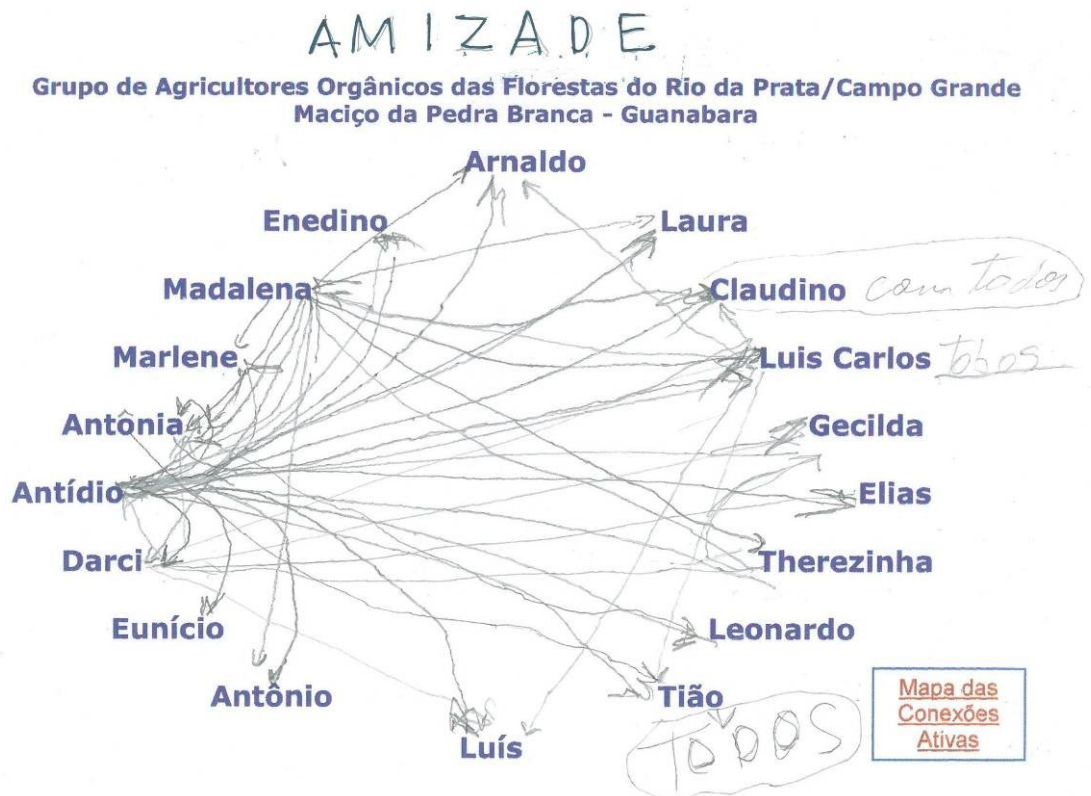 AMIZADE
Grupo de Agricultores Orgânicos das Florestas do Rio da Prata/Campo Grande
Maciço da Pedra Branca - Guanabara
Arnaldo
Enedino
Laura
Madalena
Claudino com todos
Marlene
Luis Carlos Todos
Antônia
Gecilda
Antídio
Elias
Darci
Therezinha
Eunício
Leonardo
Antônio
Tião
TODOS
Luís
Mapa das
Conexões
Ativas